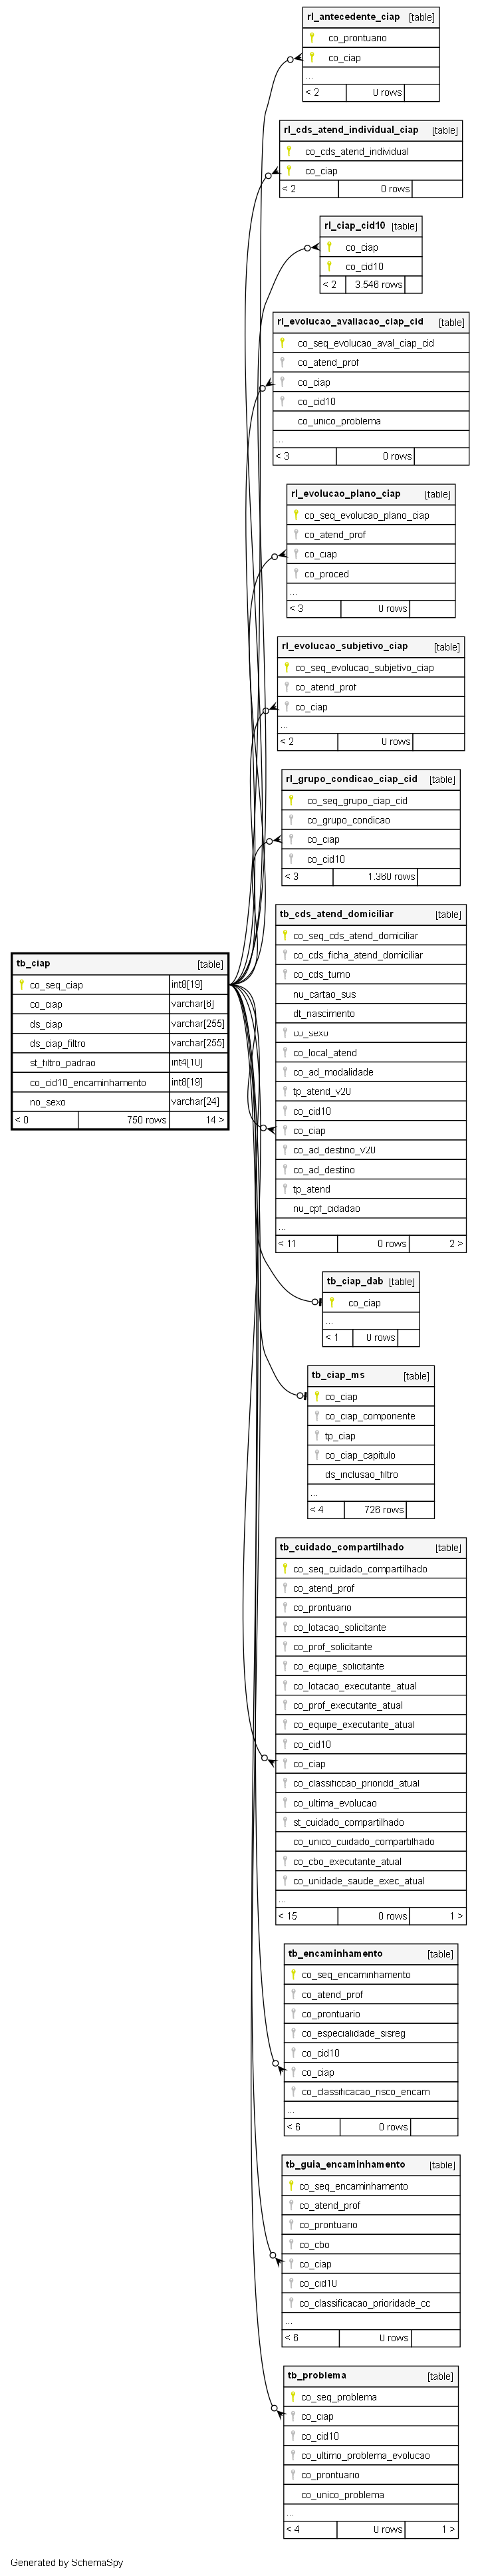 rl_antecedente_ciap [table]
co_prontuario
co_ciap
...
< 2 0 rows
rl_cds_atend_individual_ciap [table]
co_cds_atend_individual
co_ciap
< 2 0 rows
rl_ciap_cid10 [table]
co_ciap
co_cid10
< 2 3.546 rows
rl_evolucao_avaliacao_ciap_cid [table]
co_seq_evolucao_aval_ciap_cid
co_atend_prof
co_ciap
co_cid10
co_unico_problema
...
< 3 0 rows
rl_evolucao_plano_ciap [table]
co_seq_evolucao_plano_ciap
co_atend_prof
co_ciap
co_proced
...
< 3 0 rows
rl_evolucao_subjetivo_ciap [table]
co_seq_evolucao_subjetivo_ciap
co_atend_prof
co_ciap
...
< 2 0 rows
rl_grupo_condicao_ciap_cid [table]
co_seq_grupo_ciap_cid
co_grupo_condicao
co_ciap
co_cid10
< 3 1.360 rows
tb_ciap [table]
co_seq_ciap int8[19]
co_ciap varchar[6]
ds_ciap varchar[255]
ds_ciap_filtro varchar[255]
st_filtro_padrao int4[10]
co_cid10_encaminhamento int8[19]
no_sexo varchar[24]
< 0 750 rows 14 >
tb_cds_atend_domiciliar [table]
co_seq_cds_atend_domiciliar
co_cds_ficha_atend_domiciliar
co_cds_turno
nu_cartao_sus
dt_nascimento
co_sexo
co_local_atend
co_ad_modalidade
tp_atend_v20
co_cid10
co_ciap
co_ad_destino_v20
co_ad_destino
tp_atend
nu_cpf_cidadao
...
< 11 0 rows 2 >
tb_ciap_dab [table]
co_ciap
...
< 1 0 rows
tb_ciap_ms [table]
co_ciap
co_ciap_componente
tp_ciap
co_ciap_capitulo
ds_inclusao_filtro
...
< 4 726 rows
tb_cuidado_compartilhado [table]
co_seq_cuidado_compartilhado
co_atend_prof
co_prontuario
co_lotacao_solicitante
co_prof_solicitante
co_equipe_solicitante
co_lotacao_executante_atual
co_prof_executante_atual
co_equipe_executante_atual
co_cid10
co_ciap
co_classificcao_prioridd_atual
co_ultima_evolucao
st_cuidado_compartilhado
co_unico_cuidado_compartilhado
co_cbo_executante_atual
co_unidade_saude_exec_atual
...
< 15 0 rows 1 >
tb_encaminhamento [table]
co_seq_encaminhamento
co_atend_prof
co_prontuario
co_especialidade_sisreg
co_cid10
co_ciap
co_classificacao_risco_encam
...
< 6 0 rows
tb_guia_encaminhamento [table]
co_seq_encaminhamento
co_atend_prof
co_prontuario
co_cbo
co_ciap
co_cid10
co_classificacao_prioridade_cc
...
< 6 0 rows
tb_problema [table]
co_seq_problema
co_ciap
co_cid10
co_ultimo_problema_evolucao
co_prontuario
co_unico_problema
...
< 4 0 rows 1 >
Generated by SchemaSpy